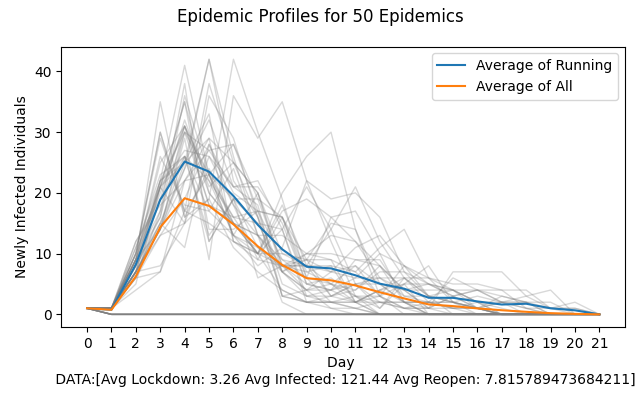 Epidemic Profiles for 50 Epidemics
Average of Running
Average of All
Newly Infected Individuals
40
30
20
10
0
0 1 2 3 4 5 6 7 8 9 10 11 12 13 14 15 16 17 18 19 20 21
Day
DATA:[Avg Lockdown: 3.26 Avg Infected: 121.44 Avg Reopen: 7.815789473684211]